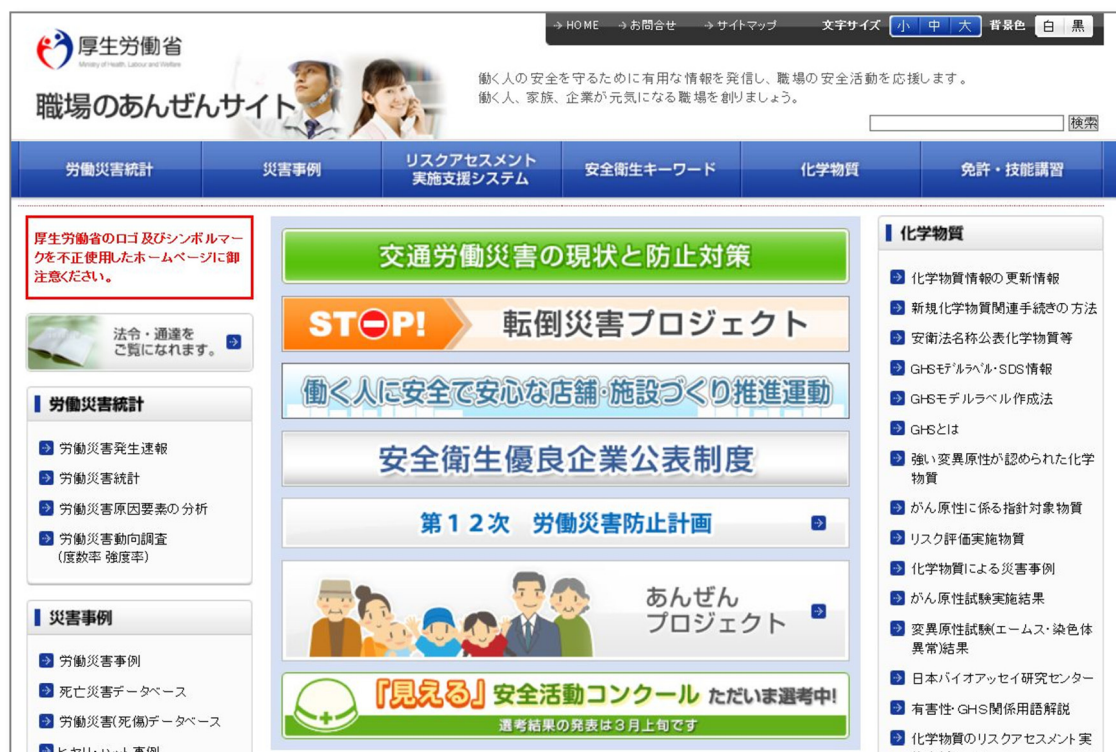 厚生労働省
Ministry of Health, Labour and Welfare
職場のあんぜんサイト
HOME お問合せ サイトマップ 文字サイズ 小 中 大 背景色 白 黒
働く人の安全を守るために有用な情報を発信し、職場の安全活動を応援します。
働く人、家族、企業が元気になる職場を創りましょう。
検索
労働災害統計
災害事例
リスクアセスメント
実施支援システム
安全衛生キーワード
化学物質
免許・技能講習
厚生労働省のロゴ及びシンボルマー
クを不正使用したホームページに御
注意ください。
法令・通達を
ご覧になれます。
労働災害統計
労働災害発生速報
労働災害統計
労働災害原因要素の分析
労働災害動向調査
(度数率 強度率)
災害事例
労働災害事例
死亡災害データベース
労働災害(死傷)データベース
ヒヤリ・ハット事例
交通労働災害の現状と防止対策
STOP! 転倒災害プロジェクト
働く人に安全で安心な店舗・施設づくり推進運動
安全衛生優良企業公表制度
第12次 労働災害防止計画
あんぜん
プロジェクト
『見える』安全活動コンクール ただいま選考中!
選考結果の発表は3月上旬です
化学物質
化学物質情報の更新情報
新規化学物質関連手続きの方法
安衛法名称公表化学物質等
GHSモデルラベル・SDS情報
GHSモデルラベル作成法
GHSとは
強い変異原性が認められた化学
物質
がん原性に係る指針対象物質
リスク評価実施物質
化学物質による災害事例
がん原性試験実施結果
変異原性試験(エームス・染色体
異常)結果
日本バイオアッセイ研究センター
有害性・GHS関係用語解説
化学物質のリスクアセスメント実